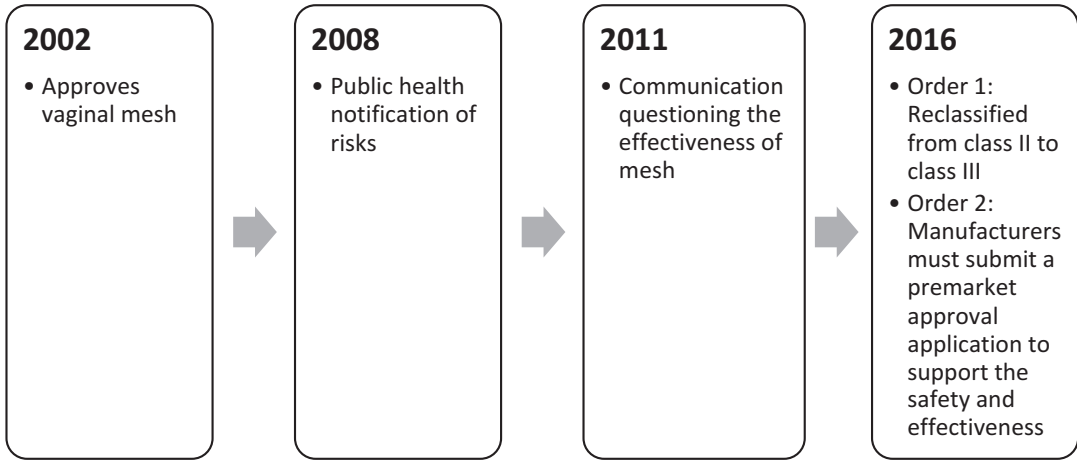 2002
• Approves
vaginal mesh
2008
• Public health
notification of
risks
2011
• Communication
questioning the
effectiveness of
mesh
2016
• Order 1:
Reclassified
from class II to
class III
• Order 2:
Manufacturers
must submit a
premarket
approval
application to
support the
safety and
effectiveness